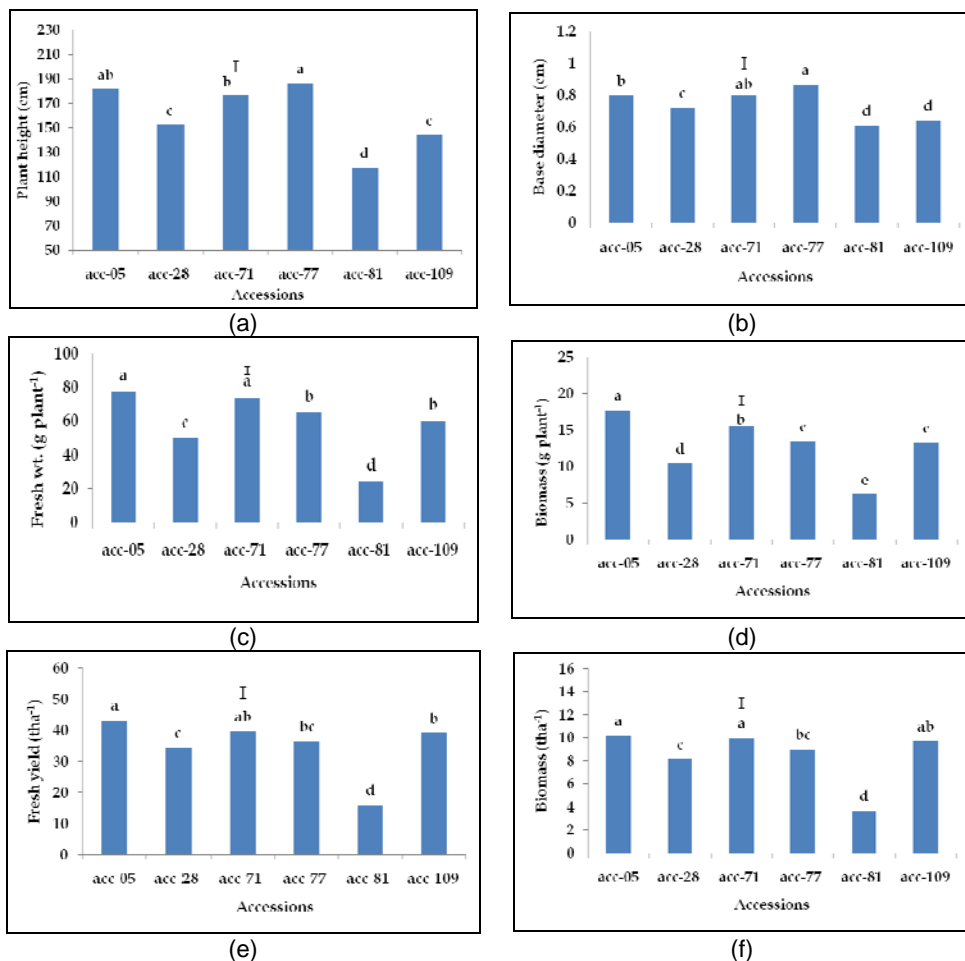 230
210
190
170
150
130
110
90
70
50
Plant height (cm)
ab
c
b
a
d
c
acc-05 acc-28 acc-71 acc-77 acc-81 acc-109
Accessions
(a)
1.2
1
0.8
0.6
0.4
0.2
0
Base diameter (cm)
b
c
ab
a
d
d
acc-05 acc-28 acc-71 acc-77 acc-81 acc-109
Accessions
(b)
100
80
60
40
20
0
Fresh wt. (g plant⁻¹)
a
c
a
b
d
b
acc-05 acc-28 acc-71 acc-77 acc-81 acc-109
Accessions
(c)
25
20
15
10
5
0
Biomass (g plant⁻¹)
a
d
b
c
e
c
acc-05 acc-28 acc-71 acc-77 acc-81 acc-109
Accessions
(d)
60
50
40
30
20
10
0
Fresh yield (tha⁻¹)
a
c
ab
bc
d
b
acc 05 acc 28 acc 71 acc 77 acc 81 acc 109
Accessions
(e)
16
14
12
10
8
6
4
2
0
Biomass (tha⁻¹)
a
c
a
bc
d
ab
acc-05 acc-28 acc-71 acc-77 acc-81 acc-109
Accessions
(f)